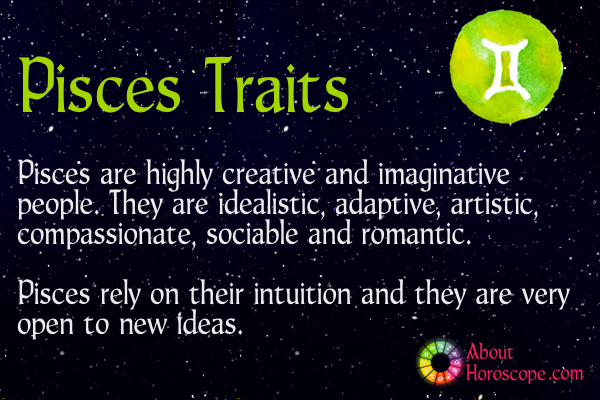 Pisces Traits
Pisces are highly creative and imaginative
people. They are idealistic, adaptive, artistic,
compassionate, sociable and romantic.
Pisces rely on their intuition and they are very
open to new ideas.
About
Horoscope.com